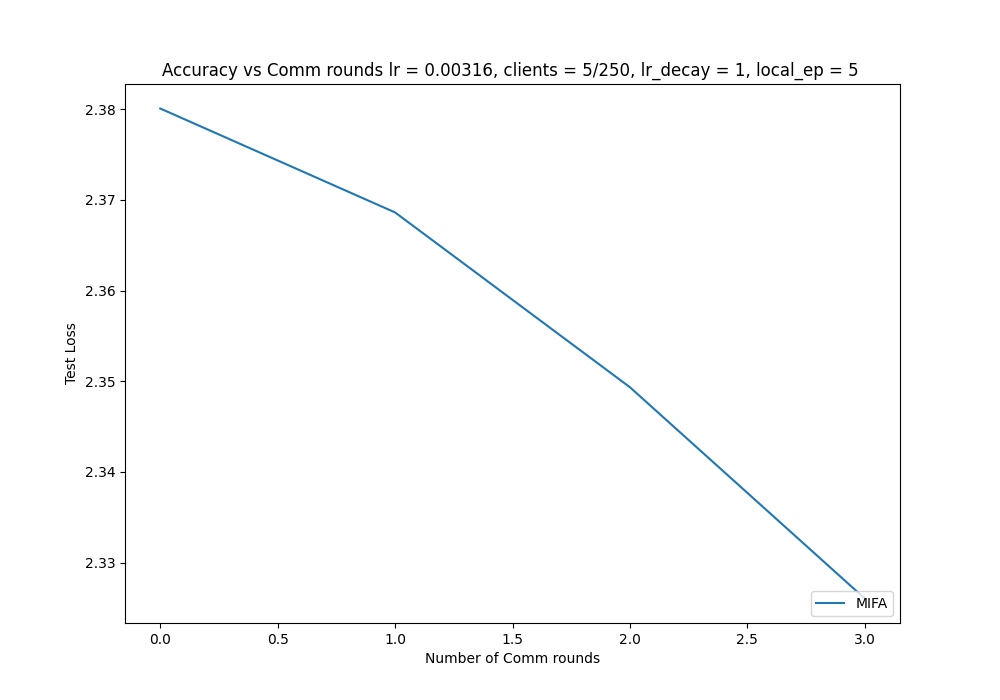 Accuracy vs Comm rounds lr = 0.00316, clients = 5/250, lr_decay = 1, local_ep = 5
2.38
2.37
2.36
2.35
2.34
2.33
Test Loss
MIFA
0.0 0.5 1.0 1.5 2.0 2.5 3.0
Number of Comm rounds